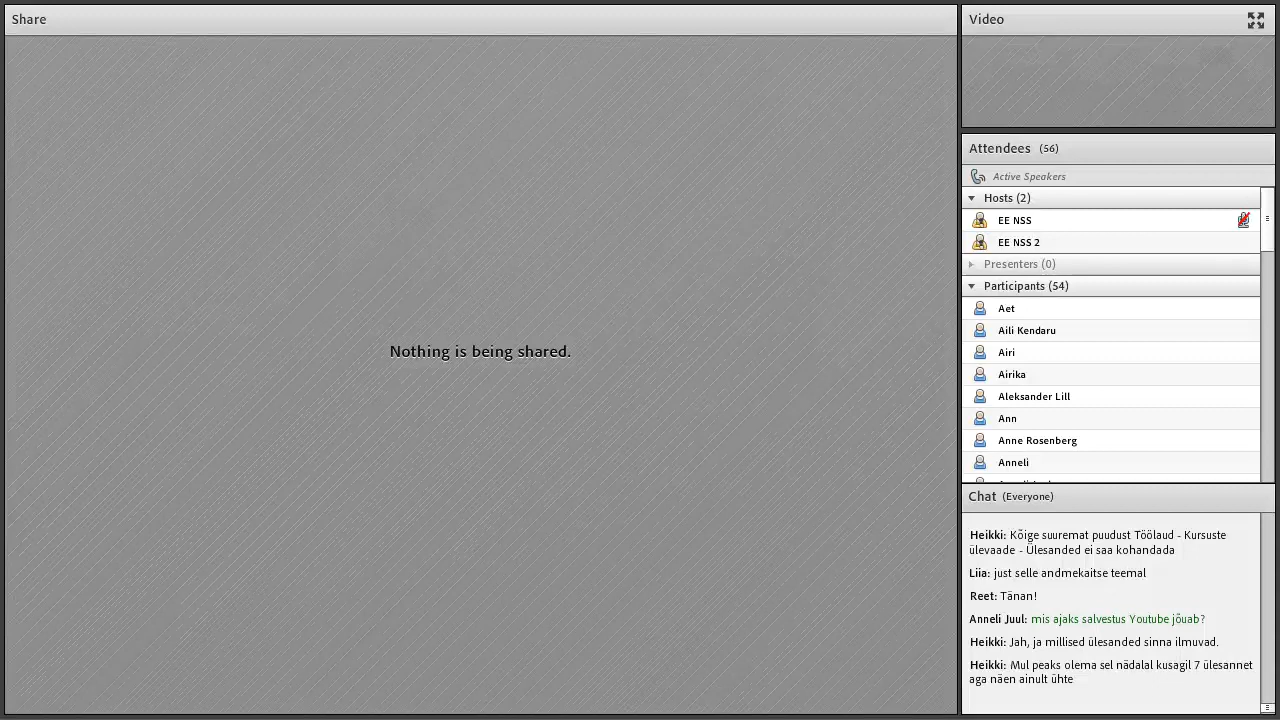 Share
Nothing is being shared.
Video
Attendees (56)
Active Speakers
Hosts (2)
EE NSS
EE NSS 2
Presenters (0)
Participants (54)
Aet
Aili Kendaru
Airi
Airika
Aleksander Lill
Ann
Anne Rosenberg
Anneli
Chat (Everyone)
Heikki: Kõige suuremat puudust Töölaud - Kursuste
ülevaade - Ülesanded ei saa kohandada
Liia: just selle andmekaitse teemal
Reet: Tänan!
Anneli Juul: mis ajaks salvestus Youtube jõuab?
Heikki: Jah, ja millised ülesanded sinna ilmuvad.
Heikki: Mul peaks olema sel nädalal kusagil 7 ülesannet
aga näen ainult ühte